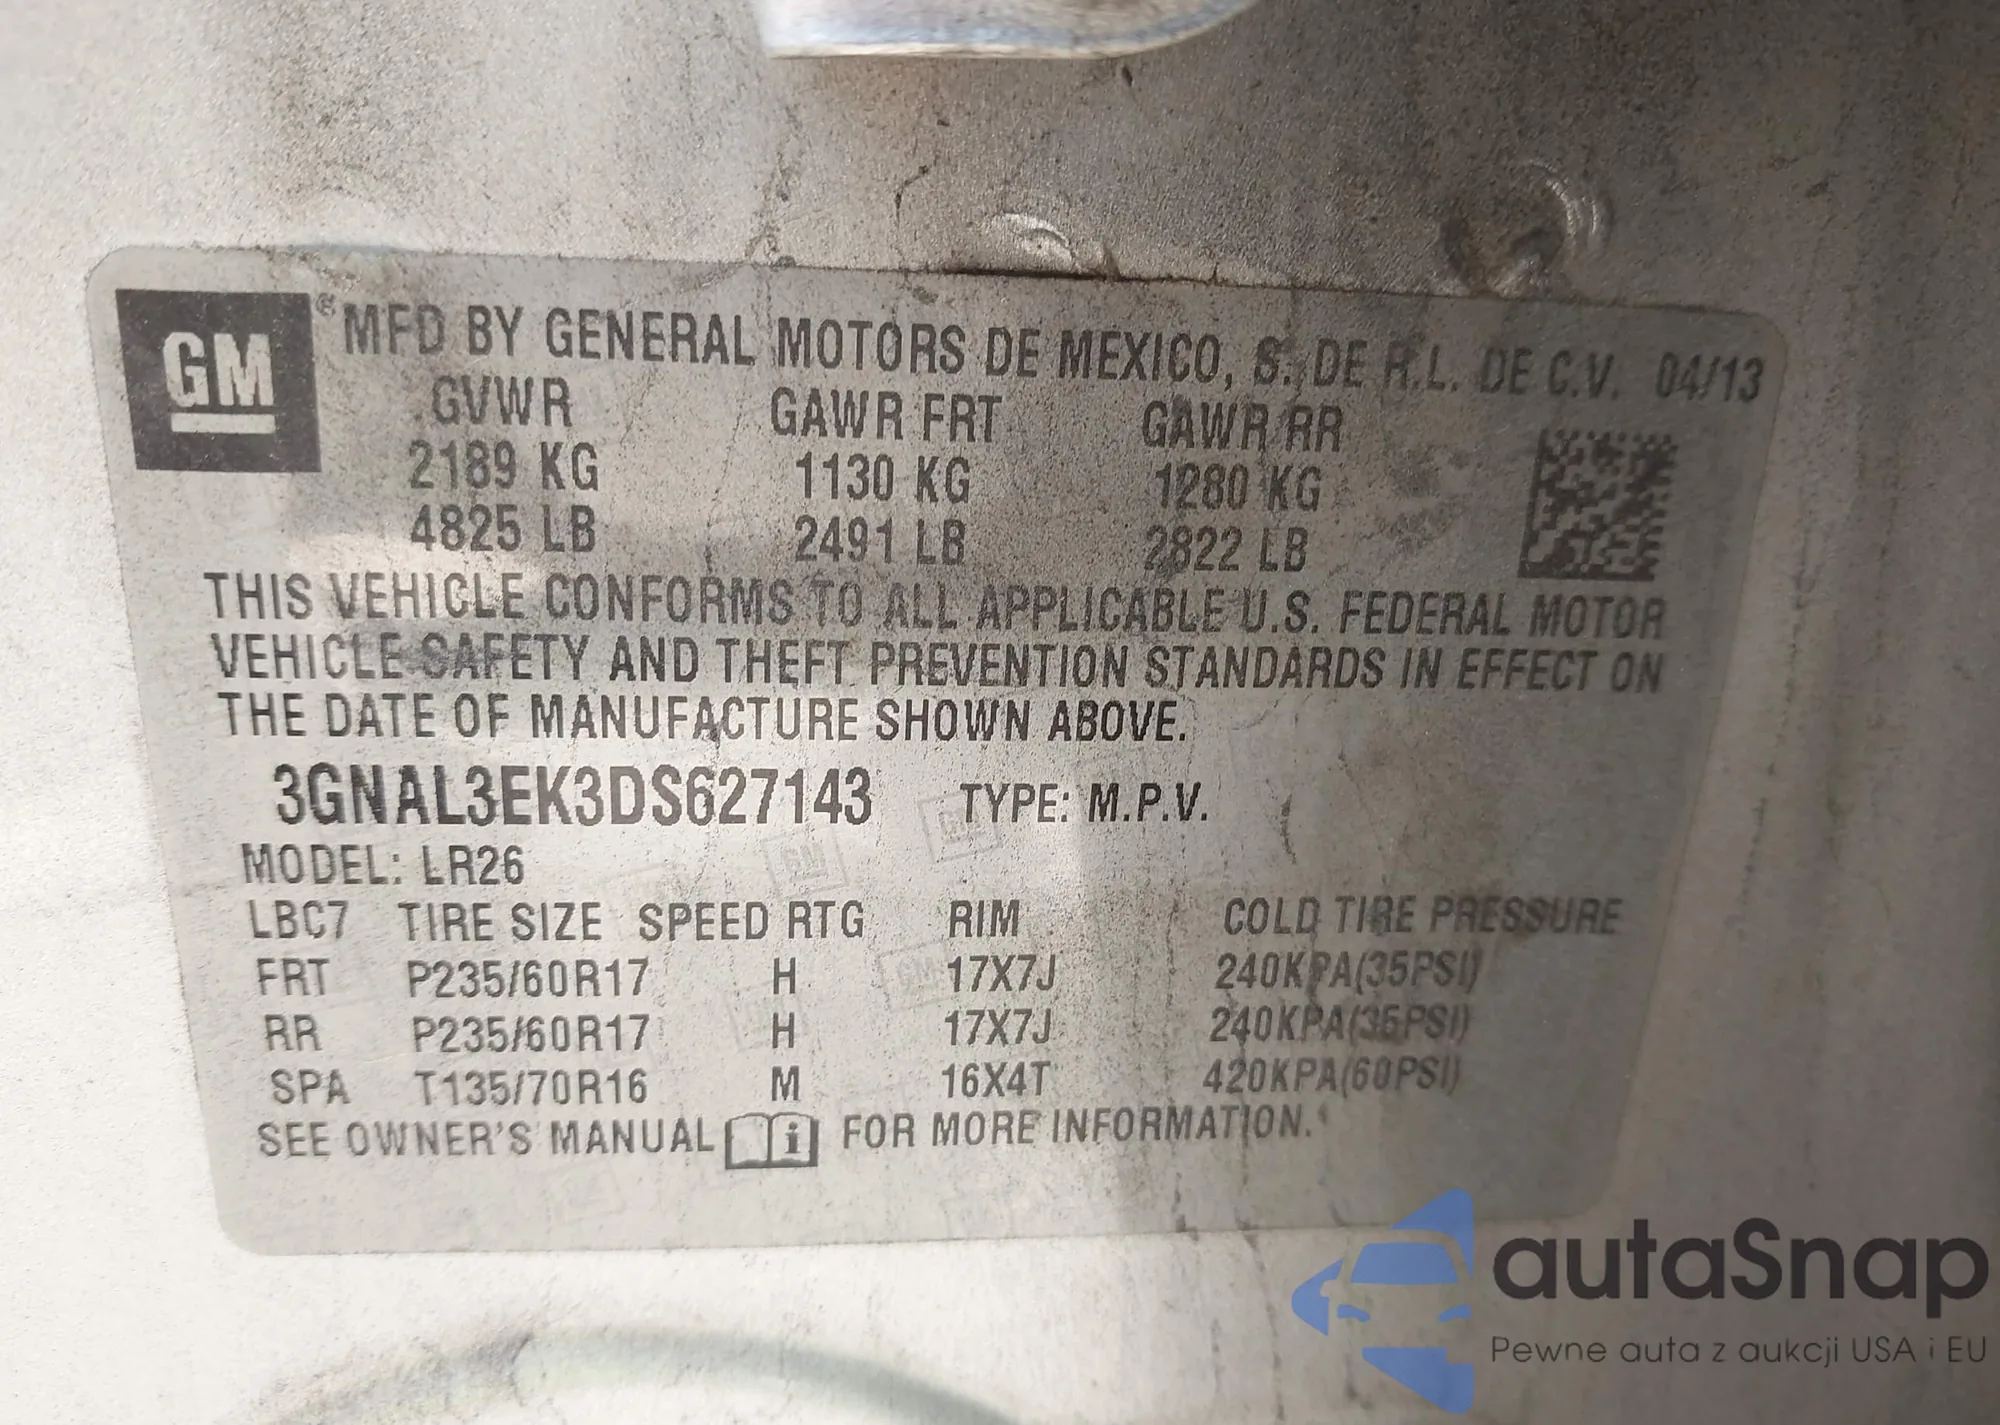 GM ® MFD BY GENERAL MOTORS DE MEXICO, S. DE R.L. DE C.V. 04/13
GVWR GAWR FRT GAWR RR
2189 KG 1130 KG 1280 KG
4825 LB 2491 LB 2822 LB
THIS VEHICLE CONFORMS TO ALL APPLICABLE U.S. FEDERAL MOTOR
VEHICLE SAFETY AND THEFT PREVENTION STANDARDS IN EFFECT ON
THE DATE OF MANUFACTURE SHOWN ABOVE.
3GNAL3EK3DS627143 TYPE: M.P.V.
MODEL: LR26
LBC7 TIRE SIZE SPEED RTG RIM COLD TIRE PRESSURE
FRT P235/60R17 H 17X7J 240KPA(35PSI)
RR P235/60R17 H 17X7J 240KPA(35PSI)
SPA T135/70R16 M 16X4T 420KPA(60PSI)
SEE OWNER'S MANUAL i FOR MORE INFORMATION.
autaSnap
Pewne auta z aukcji USA i EU